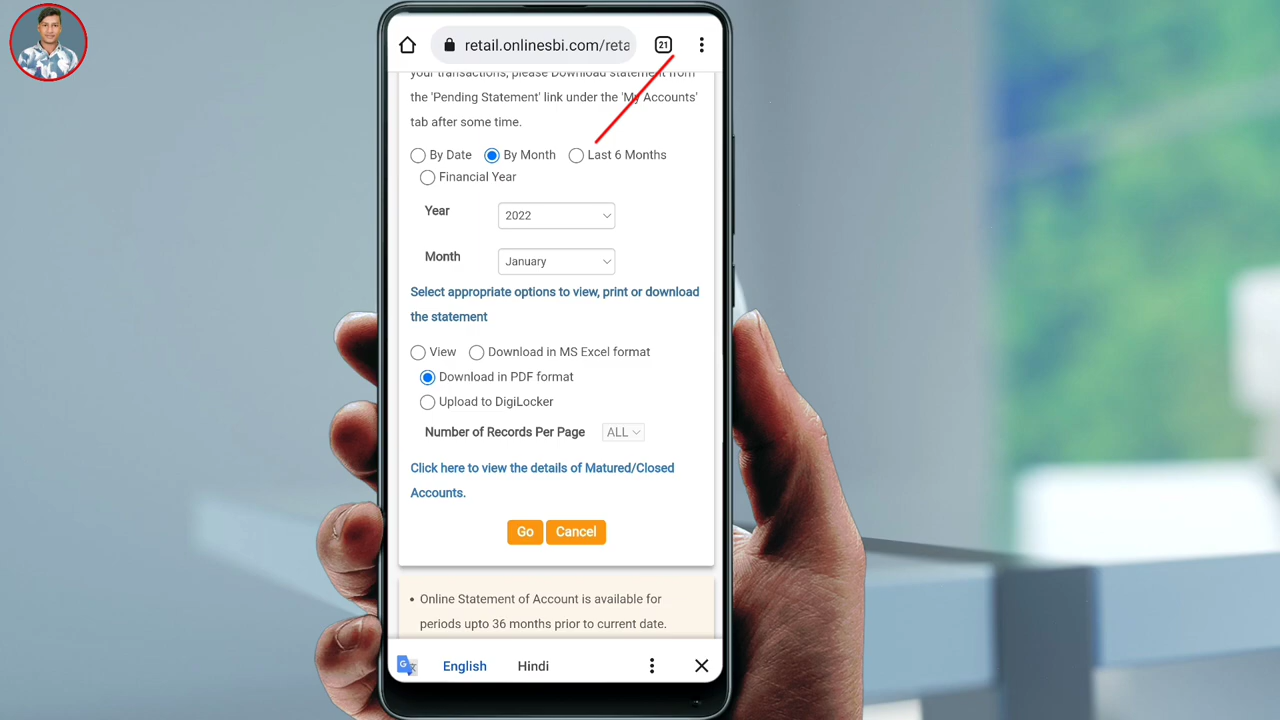 retail.onlinesbi.com/reta
21
your transactions, please Download statement from
the 'Pending Statement' link under the 'My Accounts'
tab after some time.
By Date By Month Last 6 Months
Financial Year
Year 2022
Month January
Select appropriate options to view, print or download
the statement
View Download in MS Excel format
Download in PDF format
Upload to DigiLocker
Number of Records Per Page ALL
Click here to view the details of Matured/Closed
Accounts.
Go Cancel
• Online Statement of Account is available for
periods upto 36 months prior to current date.
G English Hindi